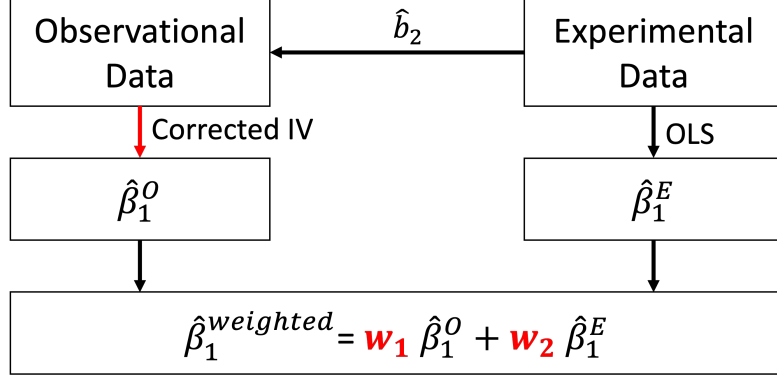 Observational
Data
b̂₂
Experimental
Data
Corrected IV
OLS
β̂₁ᴼ
β̂₁ᴱ
β̂₁ʷᵉⁱᵍʰᵗᵉᵈ = w₁ β̂₁ᴼ + w₂ β̂₁ᴱ